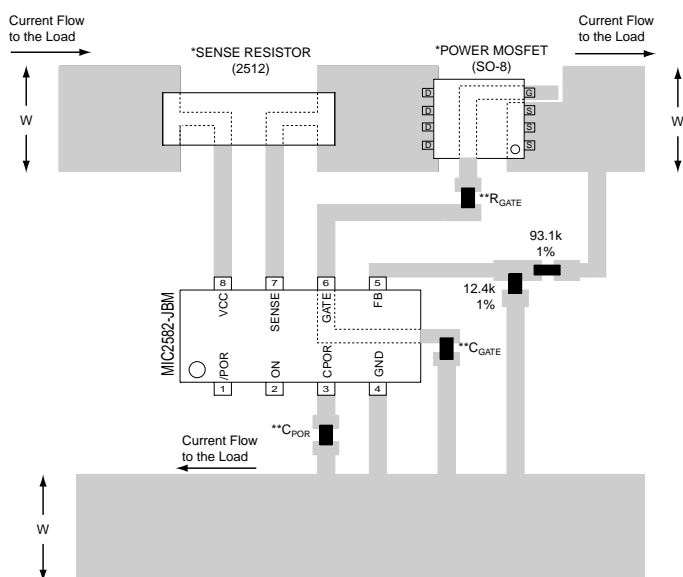 Current Flow
to the Load
*SENSE RESISTOR
(2512)
*POWER MOSFET
(SO-8)
Current Flow
to the Load
W
D
D
D
D
G
S
S
S
W
**RGATE
93.1k
1%
12.4k
1%
8
7
6
5
VCC
SENSE
GATE
FB
MIC2582-JBM
/POR
ON
CPOR
GND
1
2
3
4
**CGATE
**CPOR
Current Flow
to the Load
W